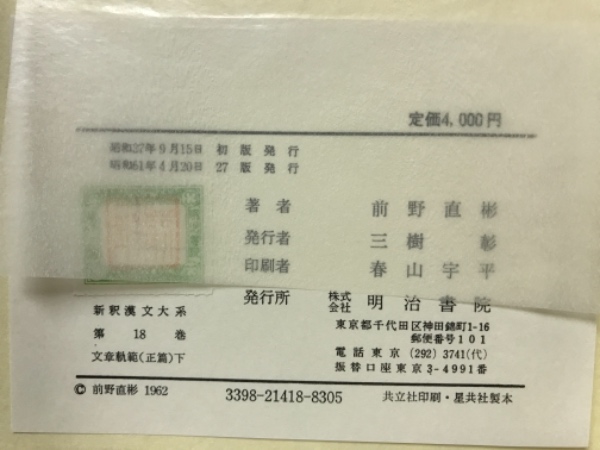 定価4,000円
昭和37年9月15日 初版発行
昭和61年4月20日 27版発行
著者 前野直彬
発行者 三樹彰
印刷者 春山宇平
発行所 株式会社 明治書院
東京都千代田区神田錦町1-16
郵便番号101
電話東京(292)3741(代)
振替口座東京3-4991番
新釈漢文大系
第18巻
文章軌範(正篇)下
© 前野直彬 1962 3398-21418-8305 共立社印刷・星共社製本